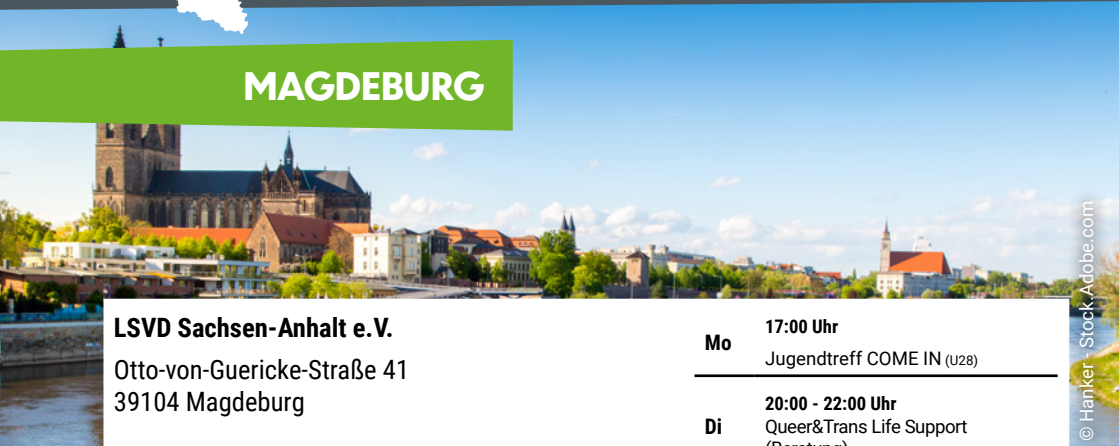 MAGDEBURG
LSVD Sachsen-Anhalt e.V.
Otto-von-Guericke-Straße 41
39104 Magdeburg
Mo
17:00 Uhr
Jugendtreff COME IN (U28)
Di
20:00 - 22:00 Uhr
Queer&Trans Life Support
(Beratung)
© Hanker - Stock.Adobe.com